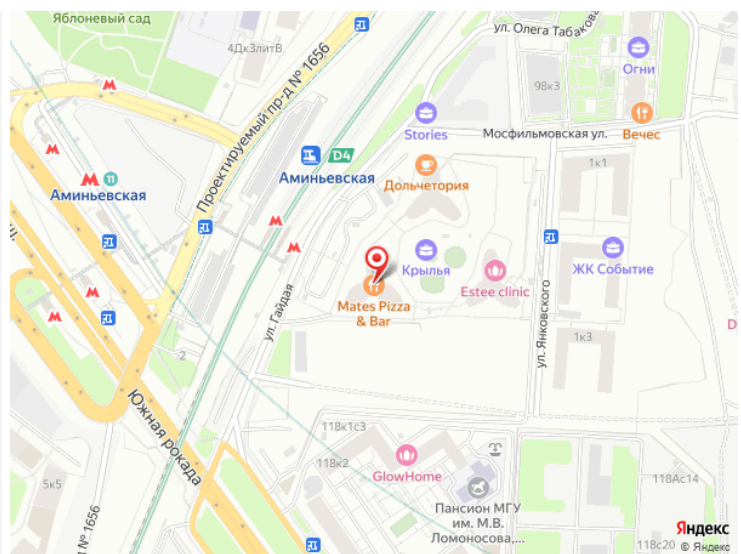 Яблоневый сад
4Дк3литВ
Проектируемый пр-д № 1656
ул. Олега Табакова
98к3
Огни
Stories
Мосфильмовская ул.
Вечес
D4
Аминьевская
11
Аминьевская
Дольчетория
1к1
Крылья
ЖК Событие
Estee clinic
Mates Pizza
& Bar
ул. Гайдая
ул. Янковского
1к3
2
Южная рокада
118к1с3
118к2
GlowHome
5к5
№ 1656
Пансион МГУ
им. М.В.
Ломоносова,...
118Ас14
118с20
Яндекс
© Яндекс